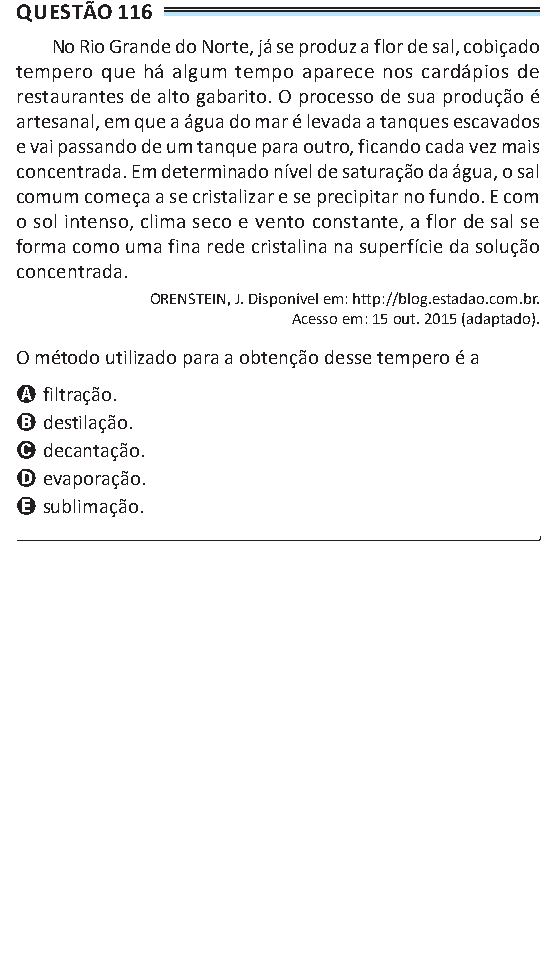 QUESTÃO 116
No Rio Grande do Norte, já se produz a flor de sal, cobiçado
tempero que há algum tempo aparece nos cardápios de
restaurantes de alto gabarito. O processo de sua produção é
artesanal, em que a água do mar é levada a tanques escavados
e vai passando de um tanque para outro, ficando cada vez mais
concentrada. Em determinado nível de saturação da água, o sal
comum começa a se cristalizar e se precipitar no fundo. E com
o sol intenso, clima seco e vento constante, a flor de sal se
forma como uma fina rede cristalina na superfície da solução
concentrada.
ORENSTEIN, J. Disponível em: http://blog.estadao.com.br.
Acesso em: 15 out. 2015 (adaptado).
O método utilizado para a obtenção desse tempero é a
A filtração.
B destilação.
C decantação.
D evaporação.
E sublimação.